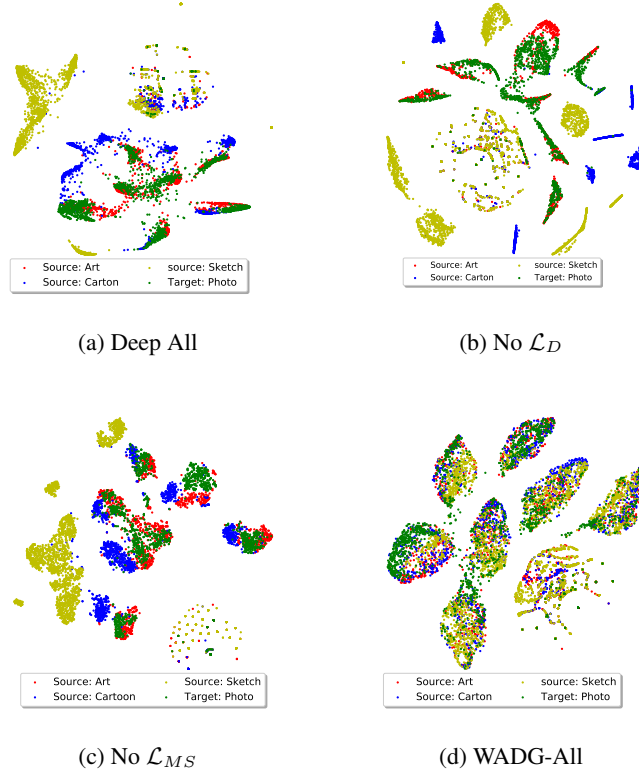 Source: Art source: Sketch
Source: Carton Target: Photo
(a) Deep All
Source: Art source: Sketch
Source: Carton Target: Photo
(b) No ℒ_D
Source: Art Source: Sketch
Source: Cartoon Target: Photo
(c) No ℒ_MS
Source: Art Source: Sketch
Source: Carton Target: Photo
(d) WADG-All